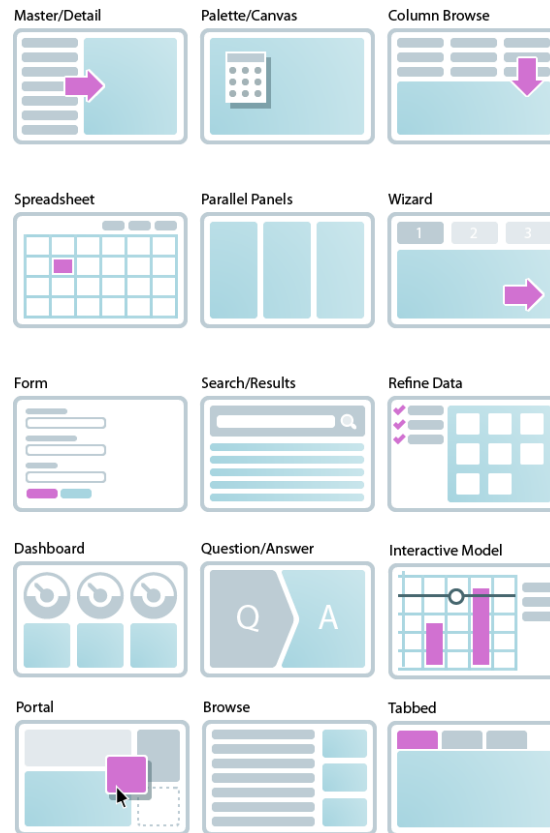 Master/Detail
Palette/Canvas
Column Browse
Spreadsheet
Parallel Panels
Wizard
1
2
3
Form
Search/Results
Refine Data
Dashboard
Question/Answer
Interactive Model
Q
A
Portal
Browse
Tabbed